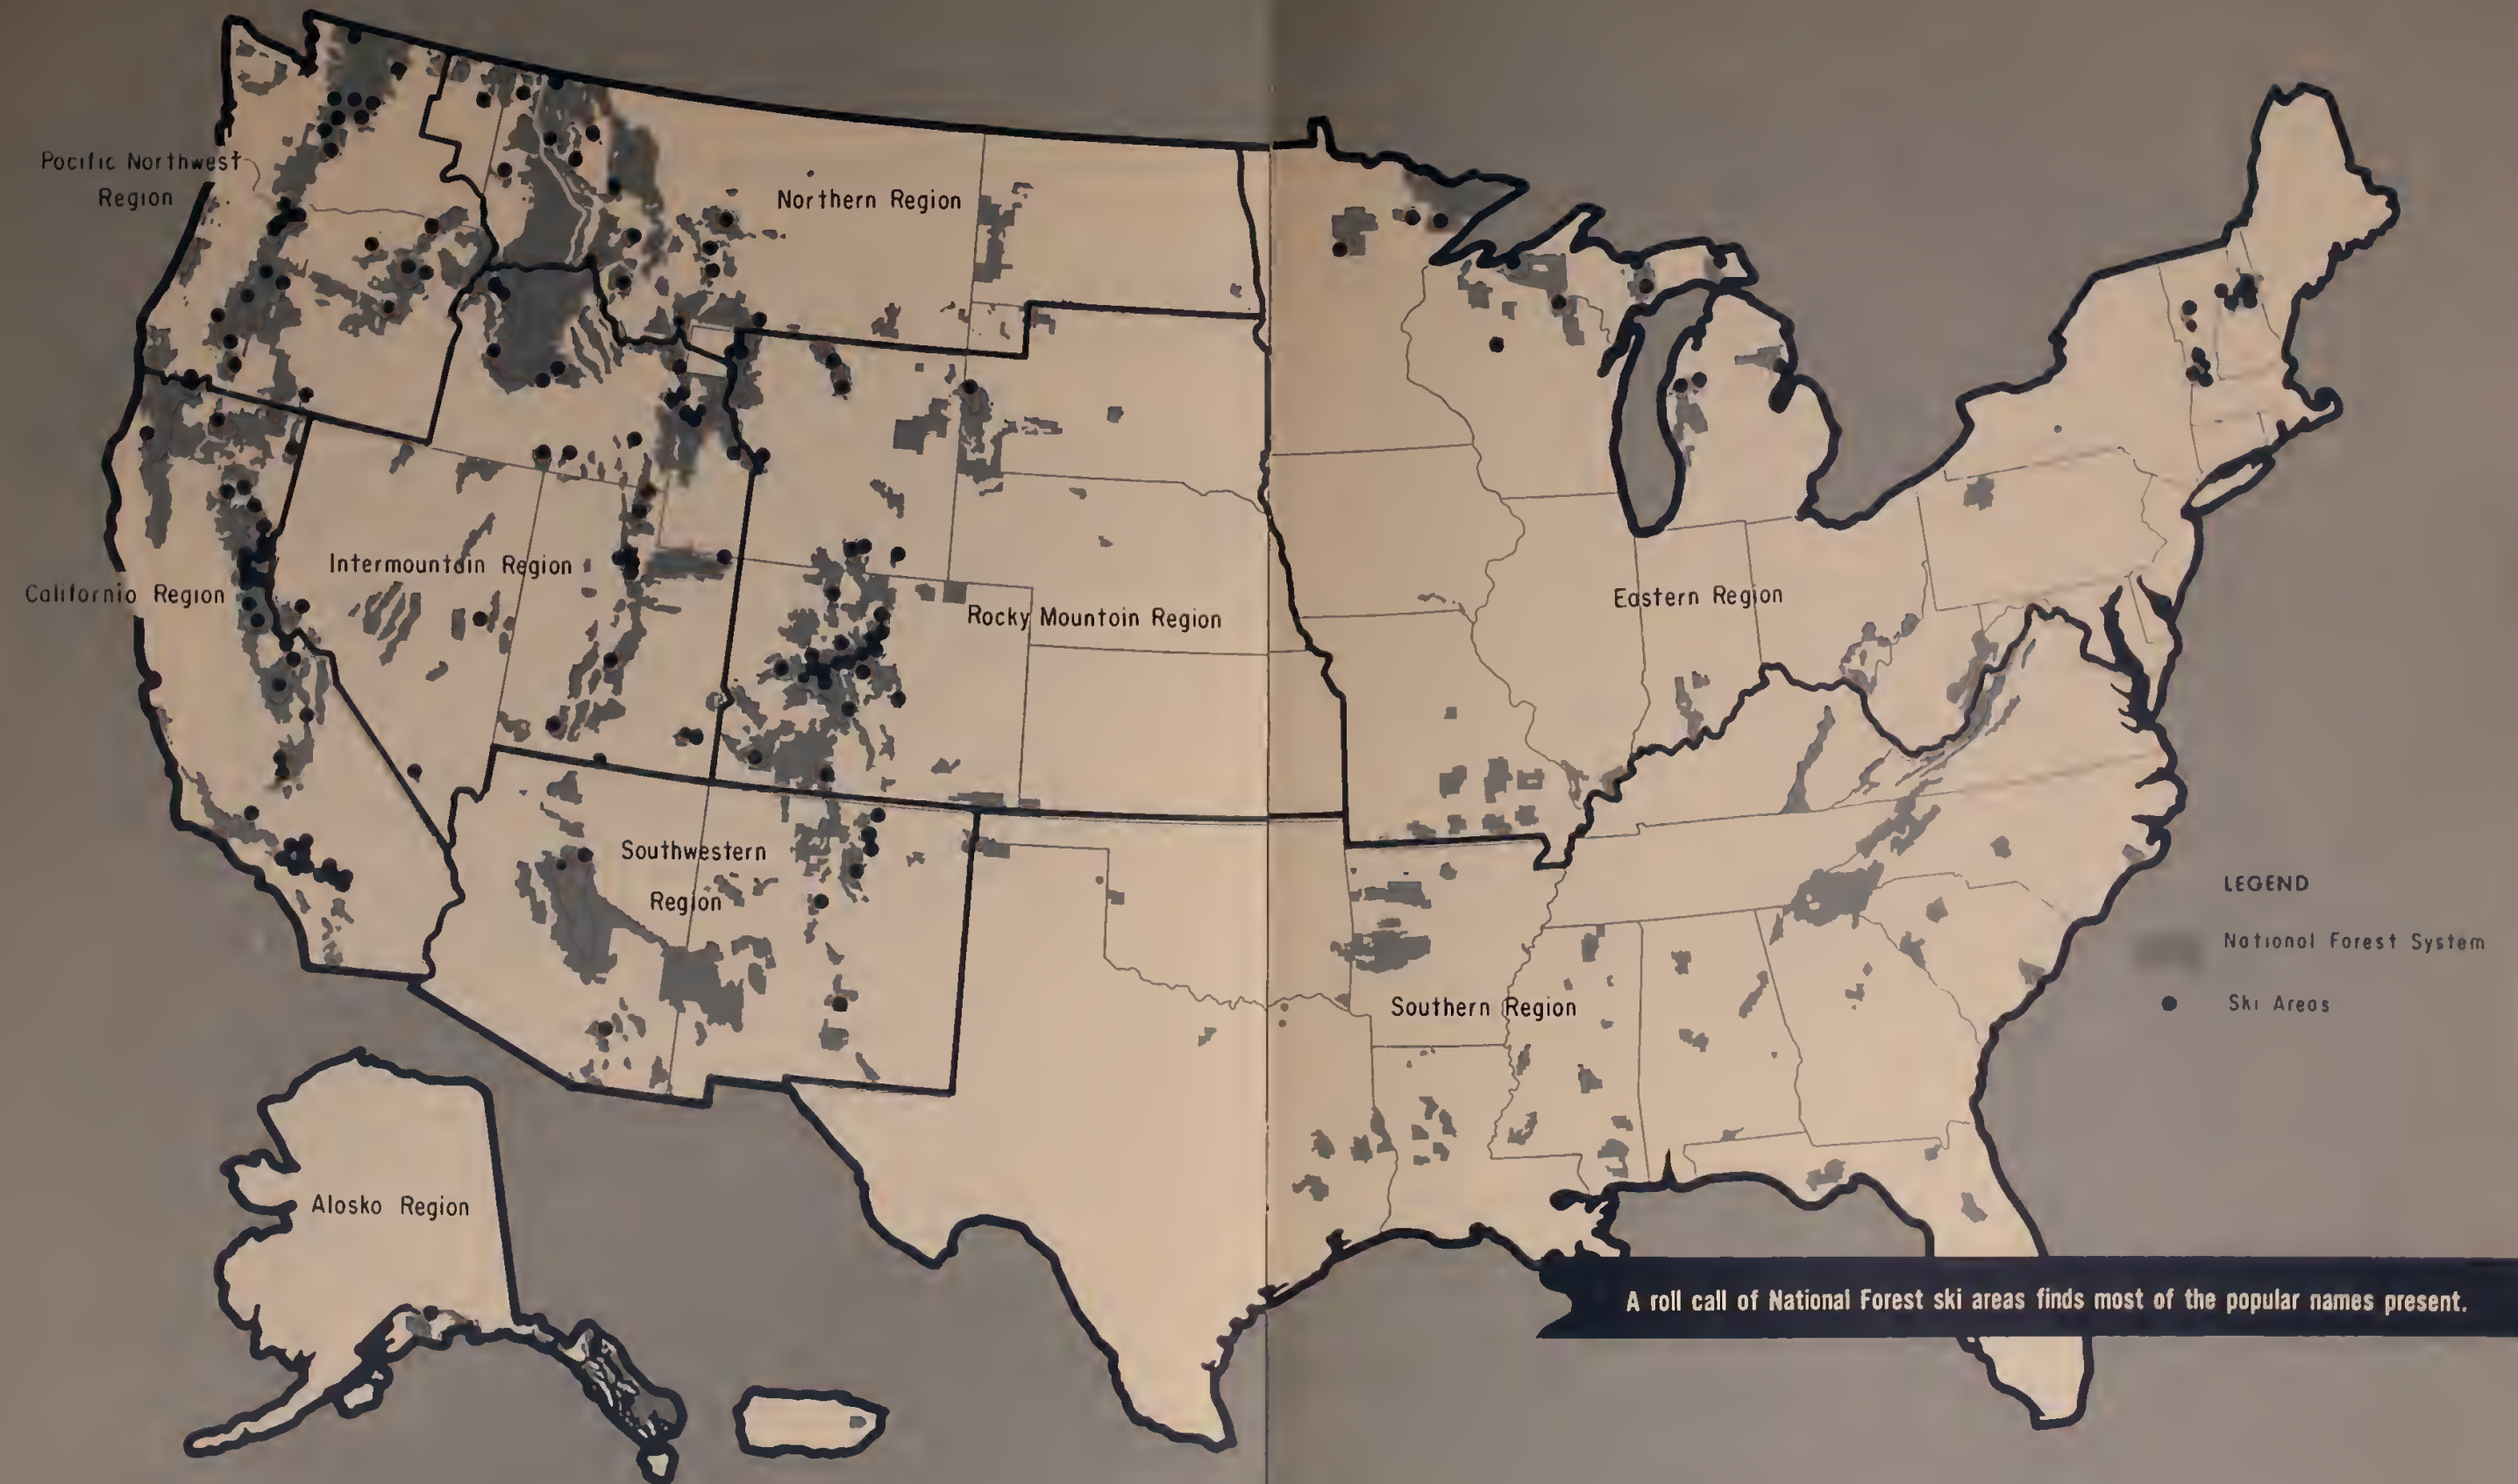 Pacific Northwest
Region
Northern Region
Intermountain Region
California Region
Rocky Mountain Region
Eastern Region
Southwestern
Region
LEGEND
National Forest System
Ski Areas
Southern Region
Alaska Region
A roll call of National Forest ski areas finds most of the popular names present.